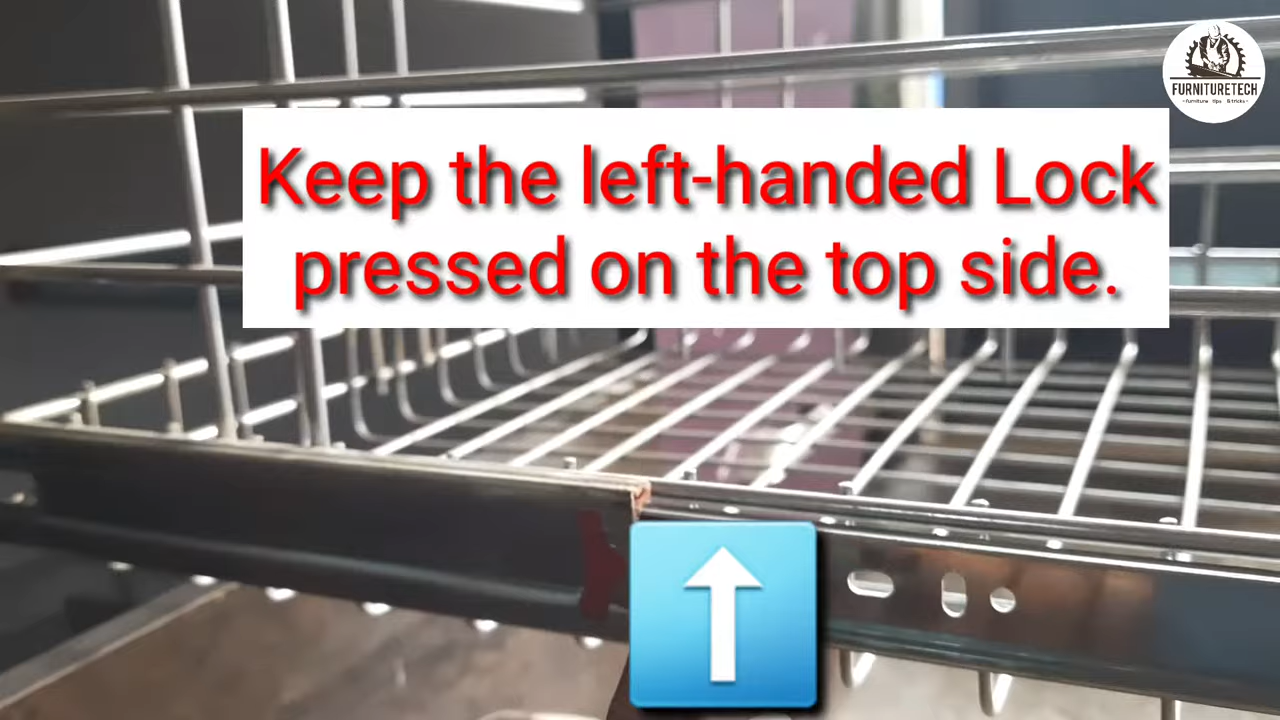 FURNITURETECH
Keep the left-handed Lock
pressed on the top side.